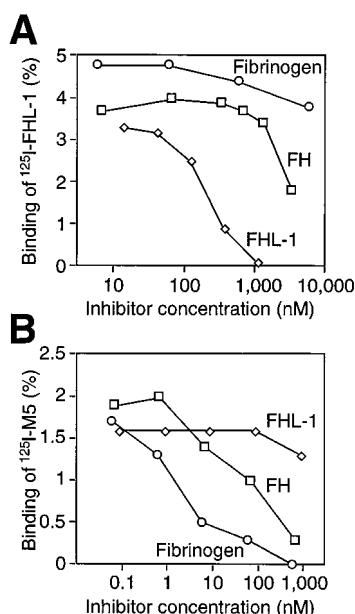 A
Binding of ¹²⁵I-FHL-1 (%)
5
4
3
2
1
0
Fibrinogen
FH
FHL-1
10
100
1,000
10,000
Inhibitor concentration (nM)
B
Binding of ¹²⁵I-M5 (%)
2.5
2
1.5
1
0.5
0
FHL-1
FH
Fibrinogen
0.1
1
10
100
1,000
Inhibitor concentration (nM)